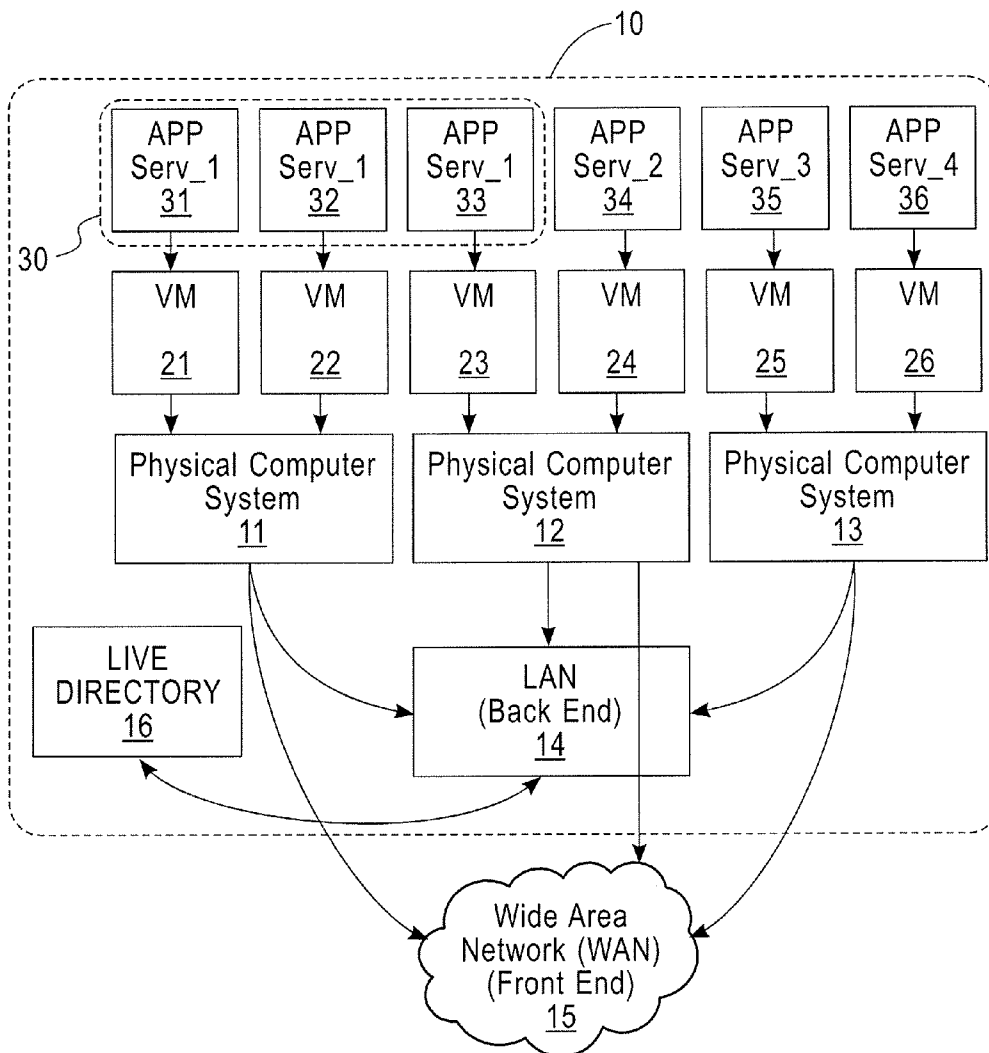 10
APP
Serv_1
31
APP
Serv_1
32
APP
Serv_1
33
APP
Serv_2
34
APP
Serv_3
35
APP
Serv_4
36
30
VM
21
VM
22
VM
23
VM
24
VM
25
VM
26
Physical Computer
System
11
Physical Computer
System
12
Physical Computer
System
13
LIVE
DIRECTORY
16
LAN
(Back End)
14
Wide Area
Network (WAN)
(Front End)
15